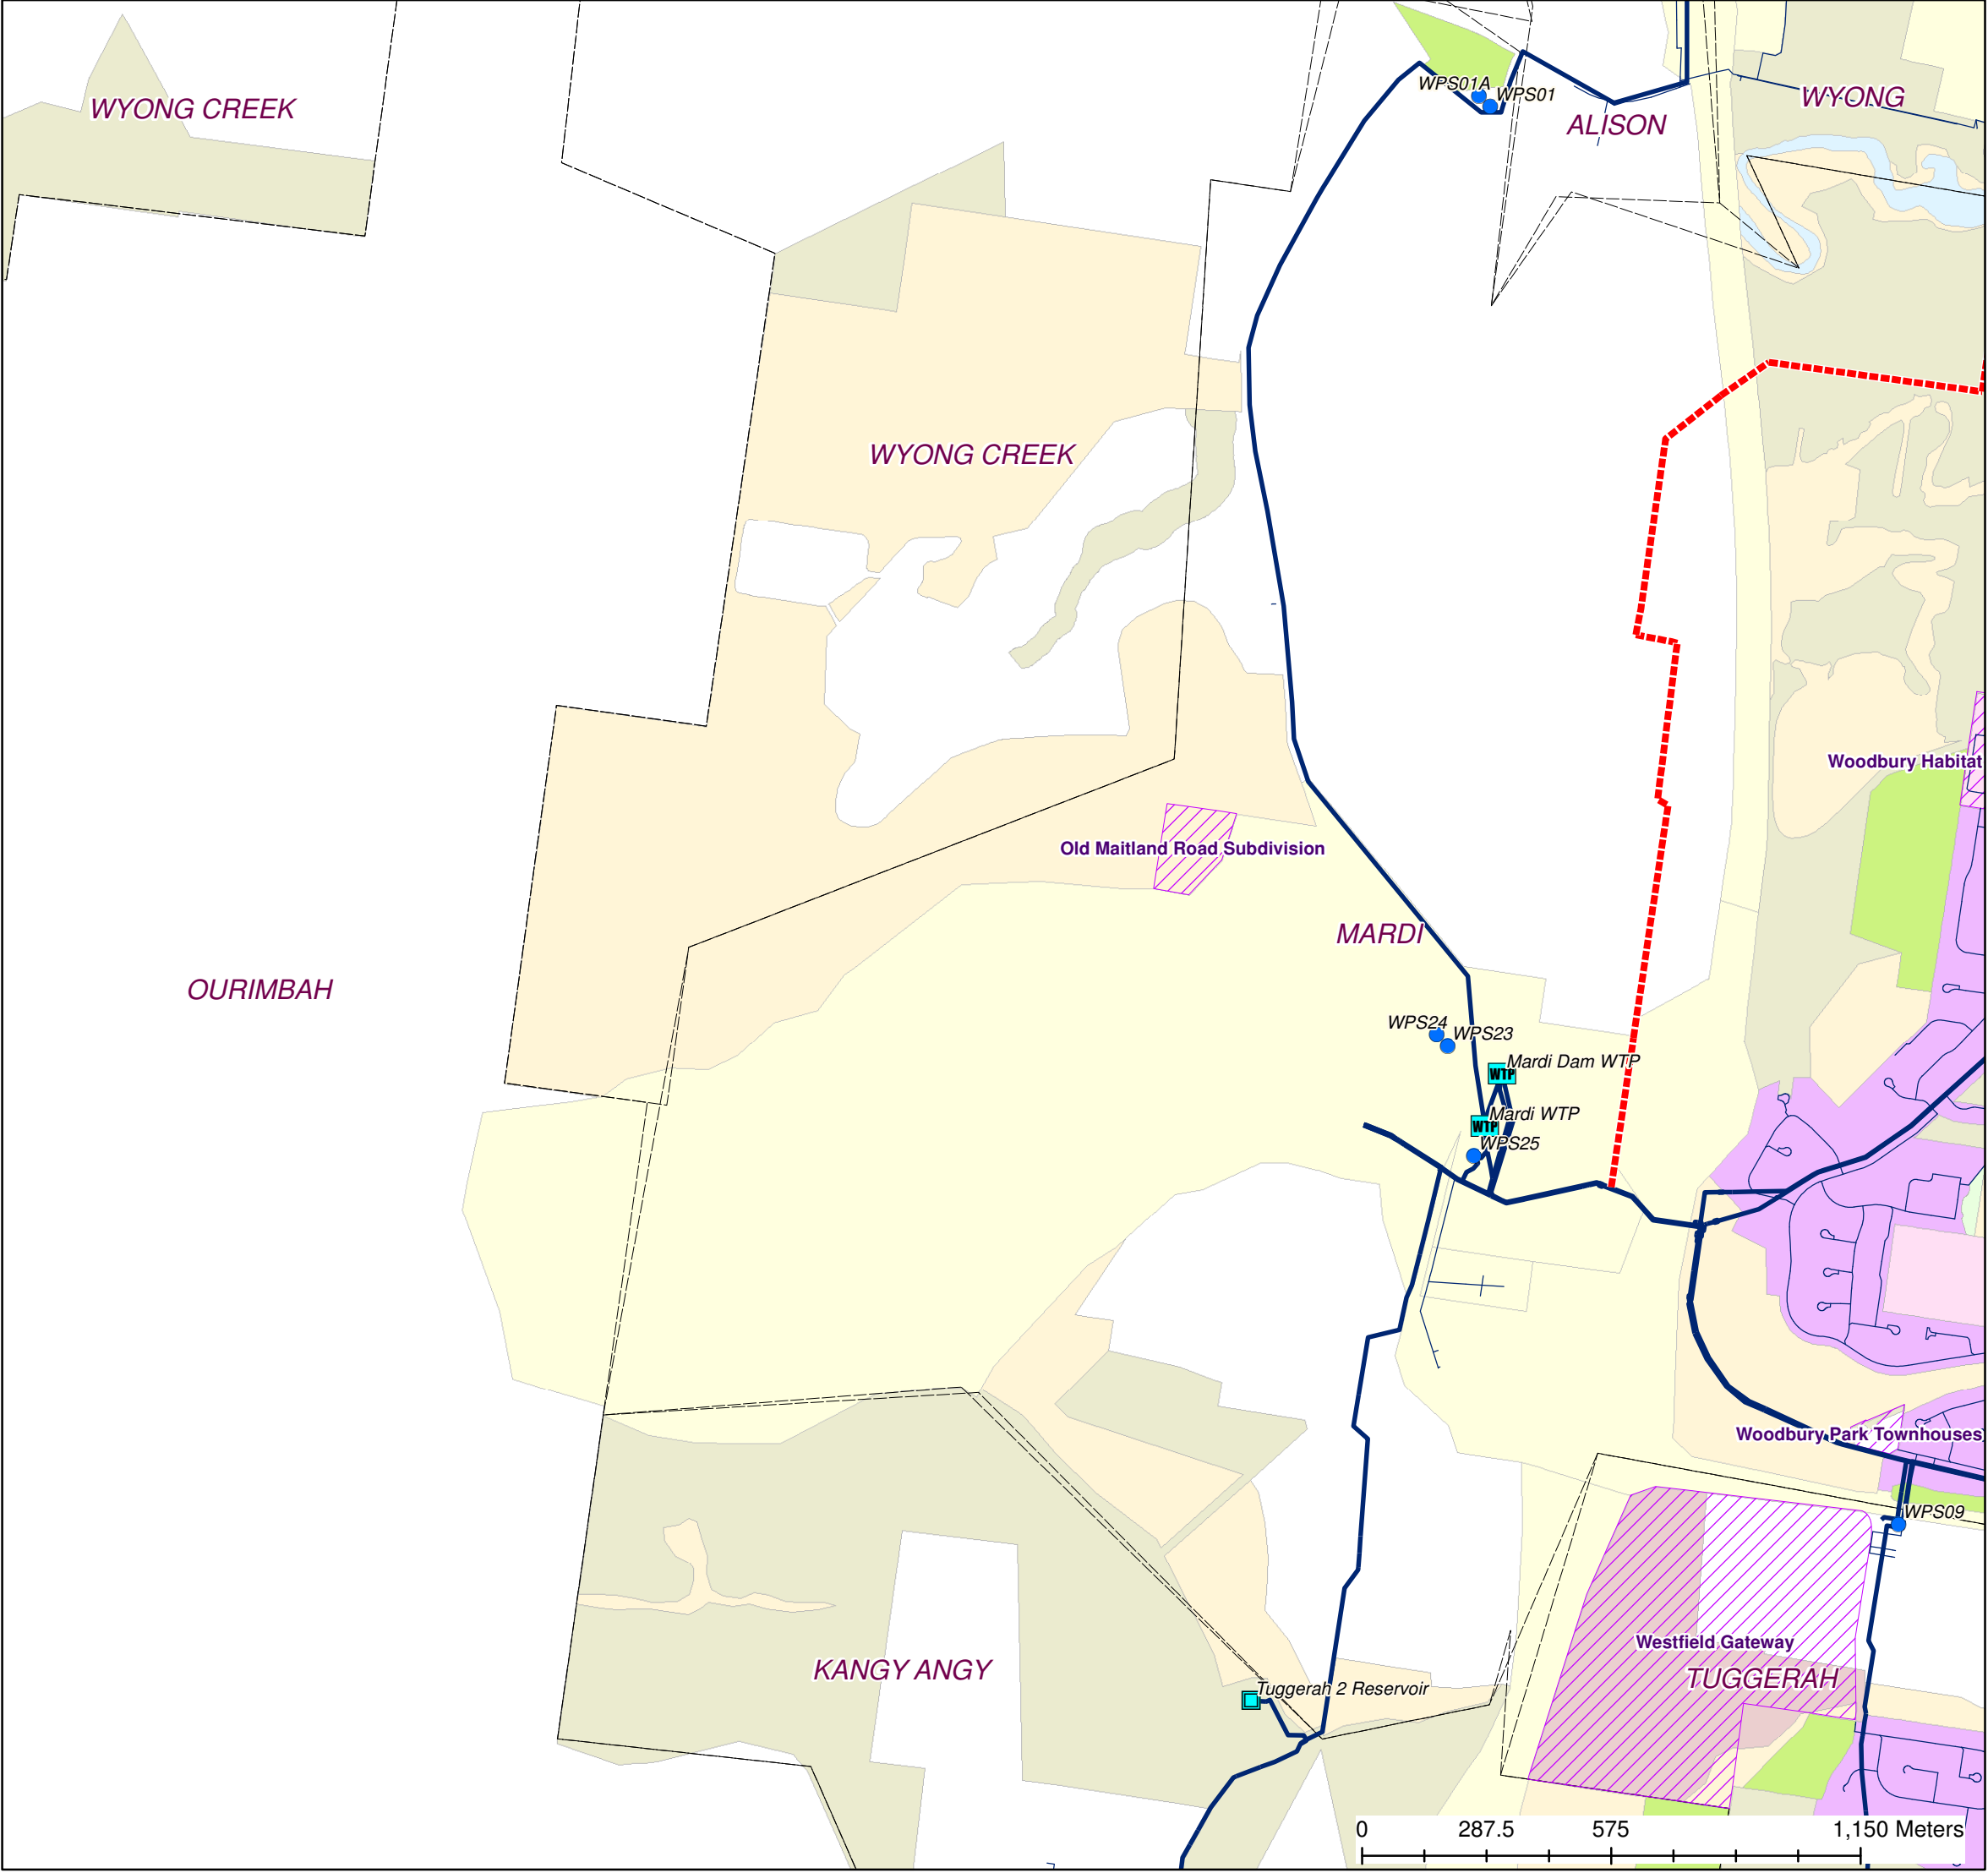 WPS01A
WPS01
WYONG CREEK
WYONG
ALISON
WYONG CREEK
Woodbury Habitat
Old Maitland Road Subdivision
MARDI
OURIMBAH
WPS24
WPS23
Mardi Dam WTP
WTP
Mardi WTP
WTP
WPS25
Woodbury Park Townhouses
WPS09
Westfield Gateway
KANGY ANGY
TUGGERAH
Tuggerah 2 Reservoir
0 287.5 575 1,150 Meters